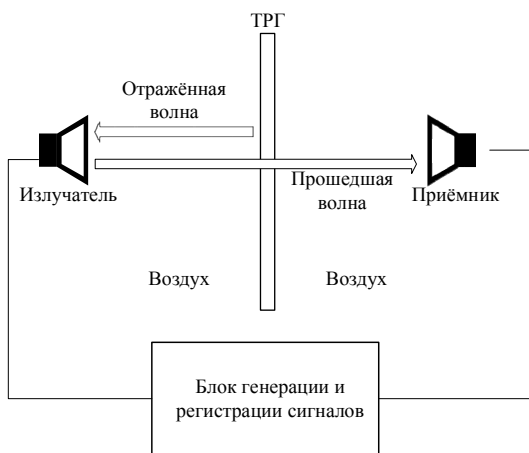 ТРГ
Отражённая
волна
Излучатель
Прошедшая
волна
Приёмник
Воздух
Воздух
Блок генерации и
регистрации сигналов